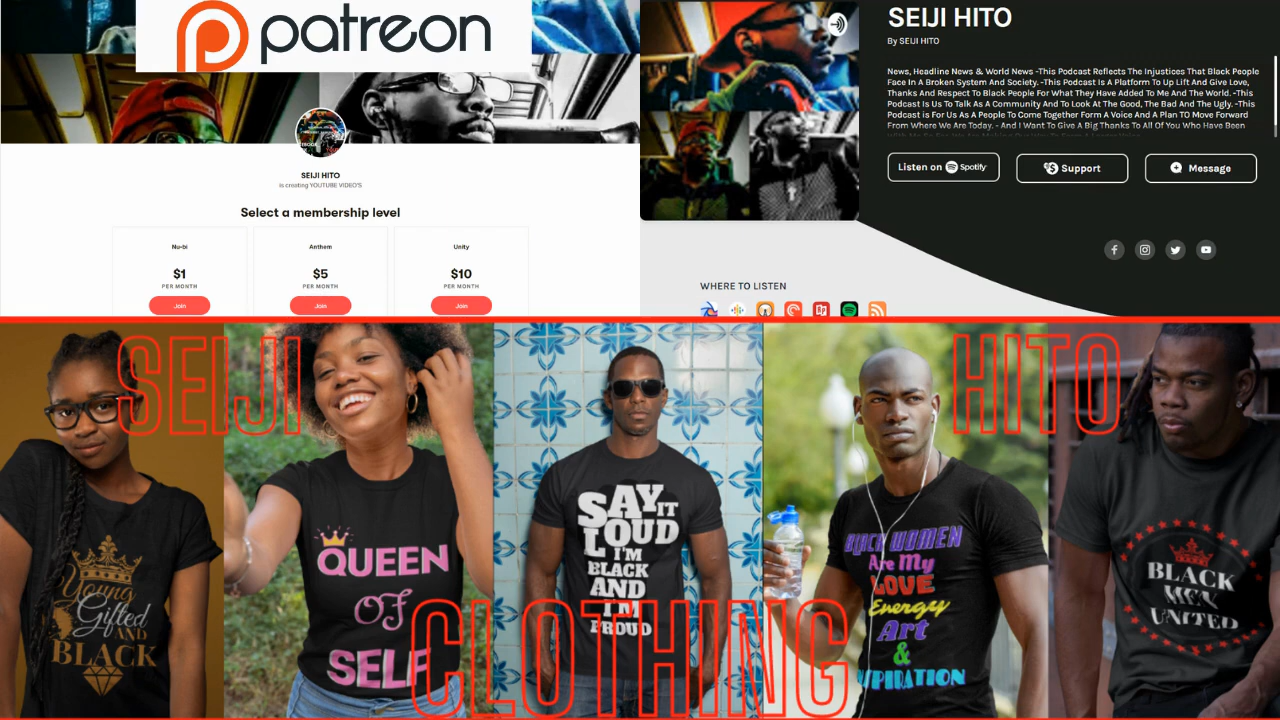 patreon
SEIJI HITO
is creating YOUTUBE VIDEO'S
Select a membership level
Nu-bi
$1
PER MONTH
Join
Anthem
$5
PER MONTH
Join
Unity
$10
PER MONTH
Join
SEIJI HITO
By SEIJI HITO
News, Headline News & World News -This Podcast Reflects The Injustices That Black People
Face In A Broken System And Society. -This Podcast Is A Platform To Up Lift And Give Love,
Thanks And Respect To Black People For What They Have Added To Me And The World. -This
Podcast Is Us To Talk As A Community And To Look At The Good, The Bad And The Ugly. -This
Podcast is For Us As A People To Come Together Form A Voice And A Plan TO Move Forward
From Where We Are Today. - And I Want To Give A Big Thanks To All Of You Who Have Been
Listen on Spotify
Support
Message
WHERE TO LISTEN
SEIJI HITO
CLOTHING
Young
Gifted
AND
BLACK
QUEEN
OF
SELF
SAY IT
LOUD
I'M
BLACK
AND
I'M
PROUD
BLACK WOMEN
Are My
LOVE
Energy
Art
&
INSPIRATION
BLACK
MEN
UNITED